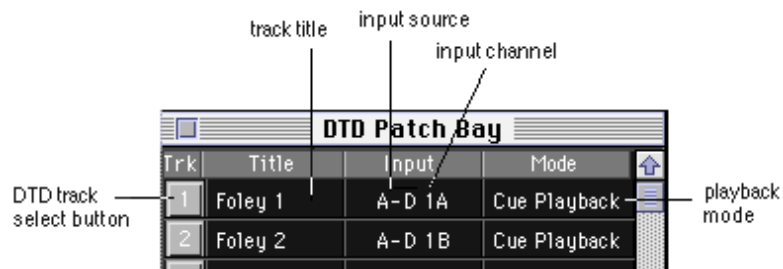 track title
input source
input channel
DTD Patch Bay
Trk Title Input Mode
1 Foley 1 A-D 1A Cue Playback
2 Foley 2 A-D 1B Cue Playback
DTD track
select button
playback
mode